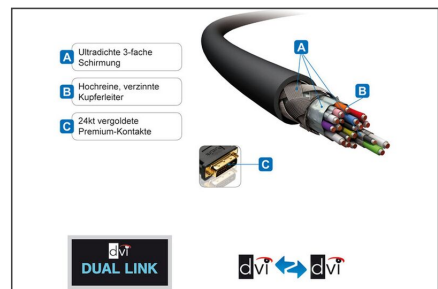 A
Ultradichte 3-fache
Schirmung
B
Hochreine, verzinnte
Kupferleiter
C
24kt vergoldete
Premium-Kontakte
A
B
C
dvi
DUAL LINK
dvi dvi